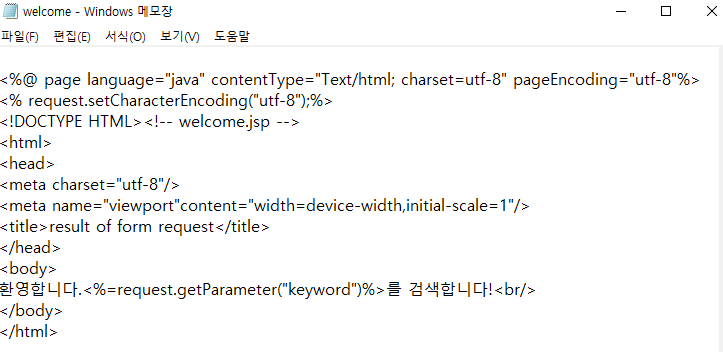 welcome - Windows 메모장
파일(F) 편집(E) 서식(O) 보기(V) 도움말
<%@ page language="java" contentType="Text/html; charset=utf-8" pageEncoding="utf-8"%>
<% request.setCharacterEncoding("utf-8");%>
<!DOCTYPE HTML><!-- welcome.jsp -->
<html>
<head>
<meta charset="utf-8"/>
<meta name="viewport"content="width=device-width,initial-scale=1"/>
<title>result of form request</title>
</head>
<body>
환영합니다.<%=request.getParameter("keyword")%>를 검색합니다!<br/>
</body>
</html>